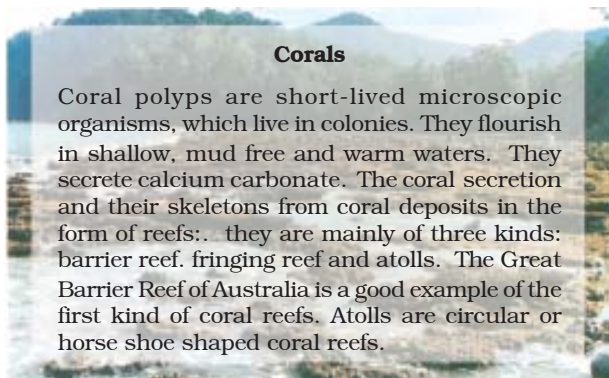 Corals
Coral polyps are short-lived microscopic
organisms, which live in colonies. They flourish
in shallow, mud free and warm waters. They
secrete calcium carbonate. The coral secretion
and their skeletons from coral deposits in the
form of reefs:. they are mainly of three kinds:
barrier reef. fringing reef and atolls. The Great
Barrier Reef of Australia is a good example of the
first kind of coral reefs. Atolls are circular or
horse shoe shaped coral reefs.